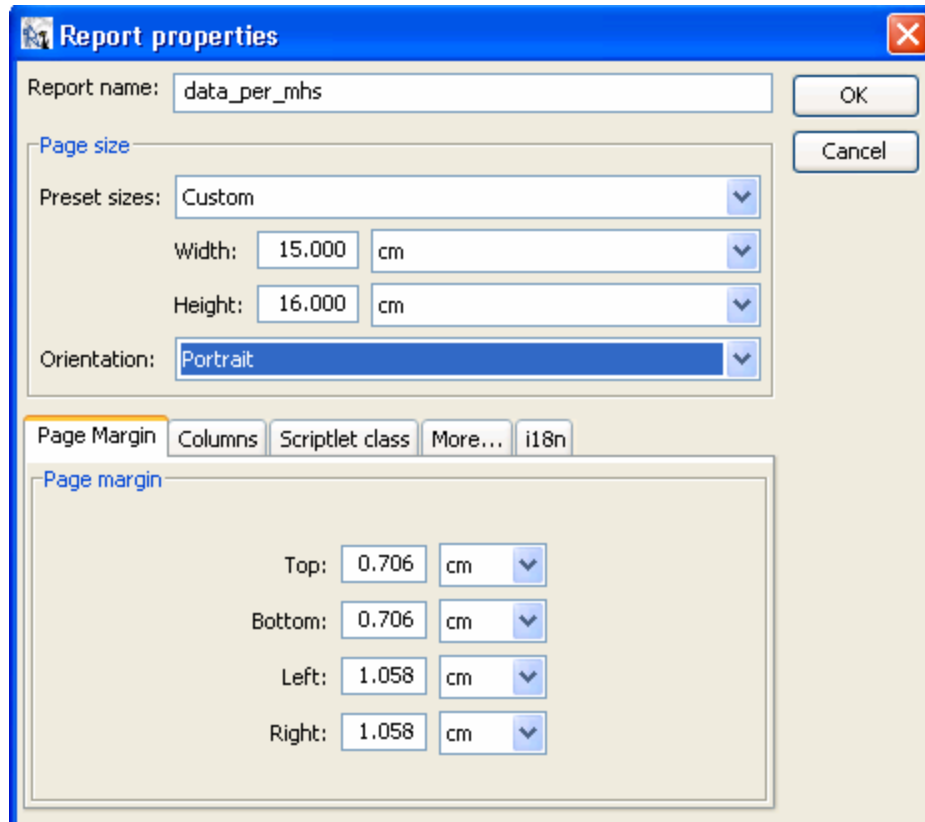 Report properties
Report name: data_per_mhs
OK
Page size
Cancel
Preset sizes: Custom
Width: 15.000 cm
Height: 16.000 cm
Orientation: Portrait
Page Margin Columns Scriptlet class More... i18n
Page margin
Top: 0.706 cm
Bottom: 0.706 cm
Left: 1.058 cm
Right: 1.058 cm